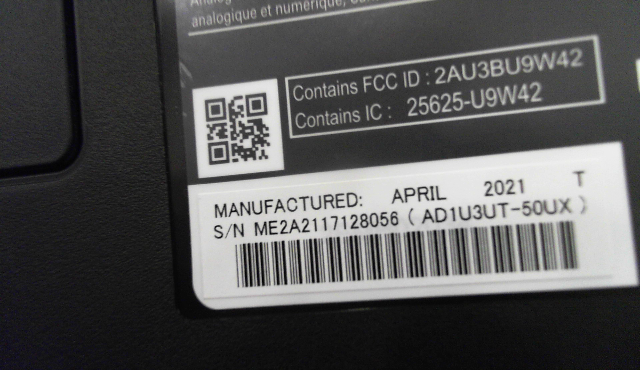 analogique et numérique,
Contains FCC ID : 2AU3BU9W42
Contains IC : 25625-U9W42
MANUFACTURED: APRIL 2021 T
S/N ME2A2117128056 ( AD1U3UT-50UX )